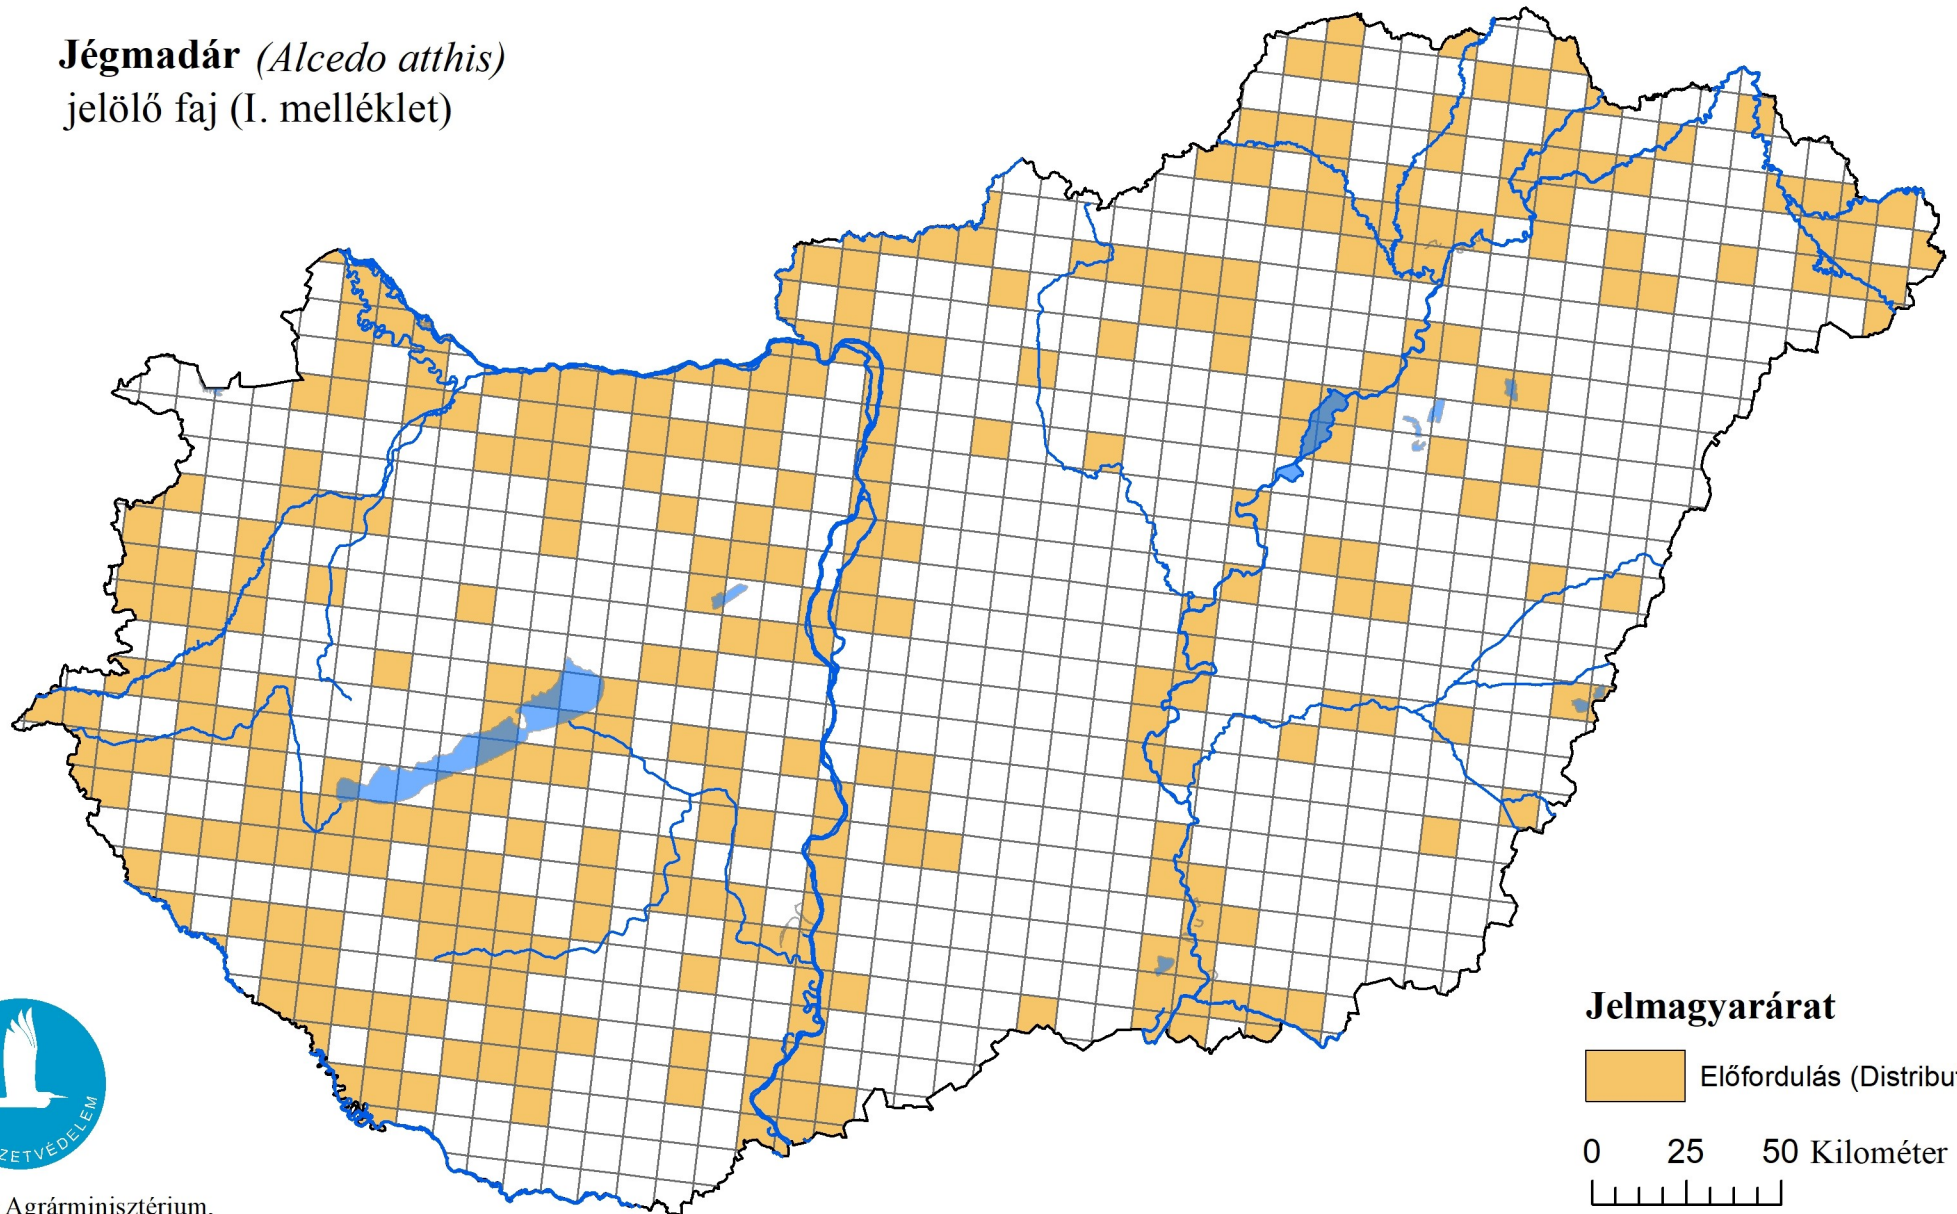 Jégmadár (Alcedo atthis)
jelölő faj (I. melléklet)
Jelmagyarárat
Előfordulás (Distribu
0 25 50 Kilométer
ZETVÉDELEM
Agrárminisztérium,